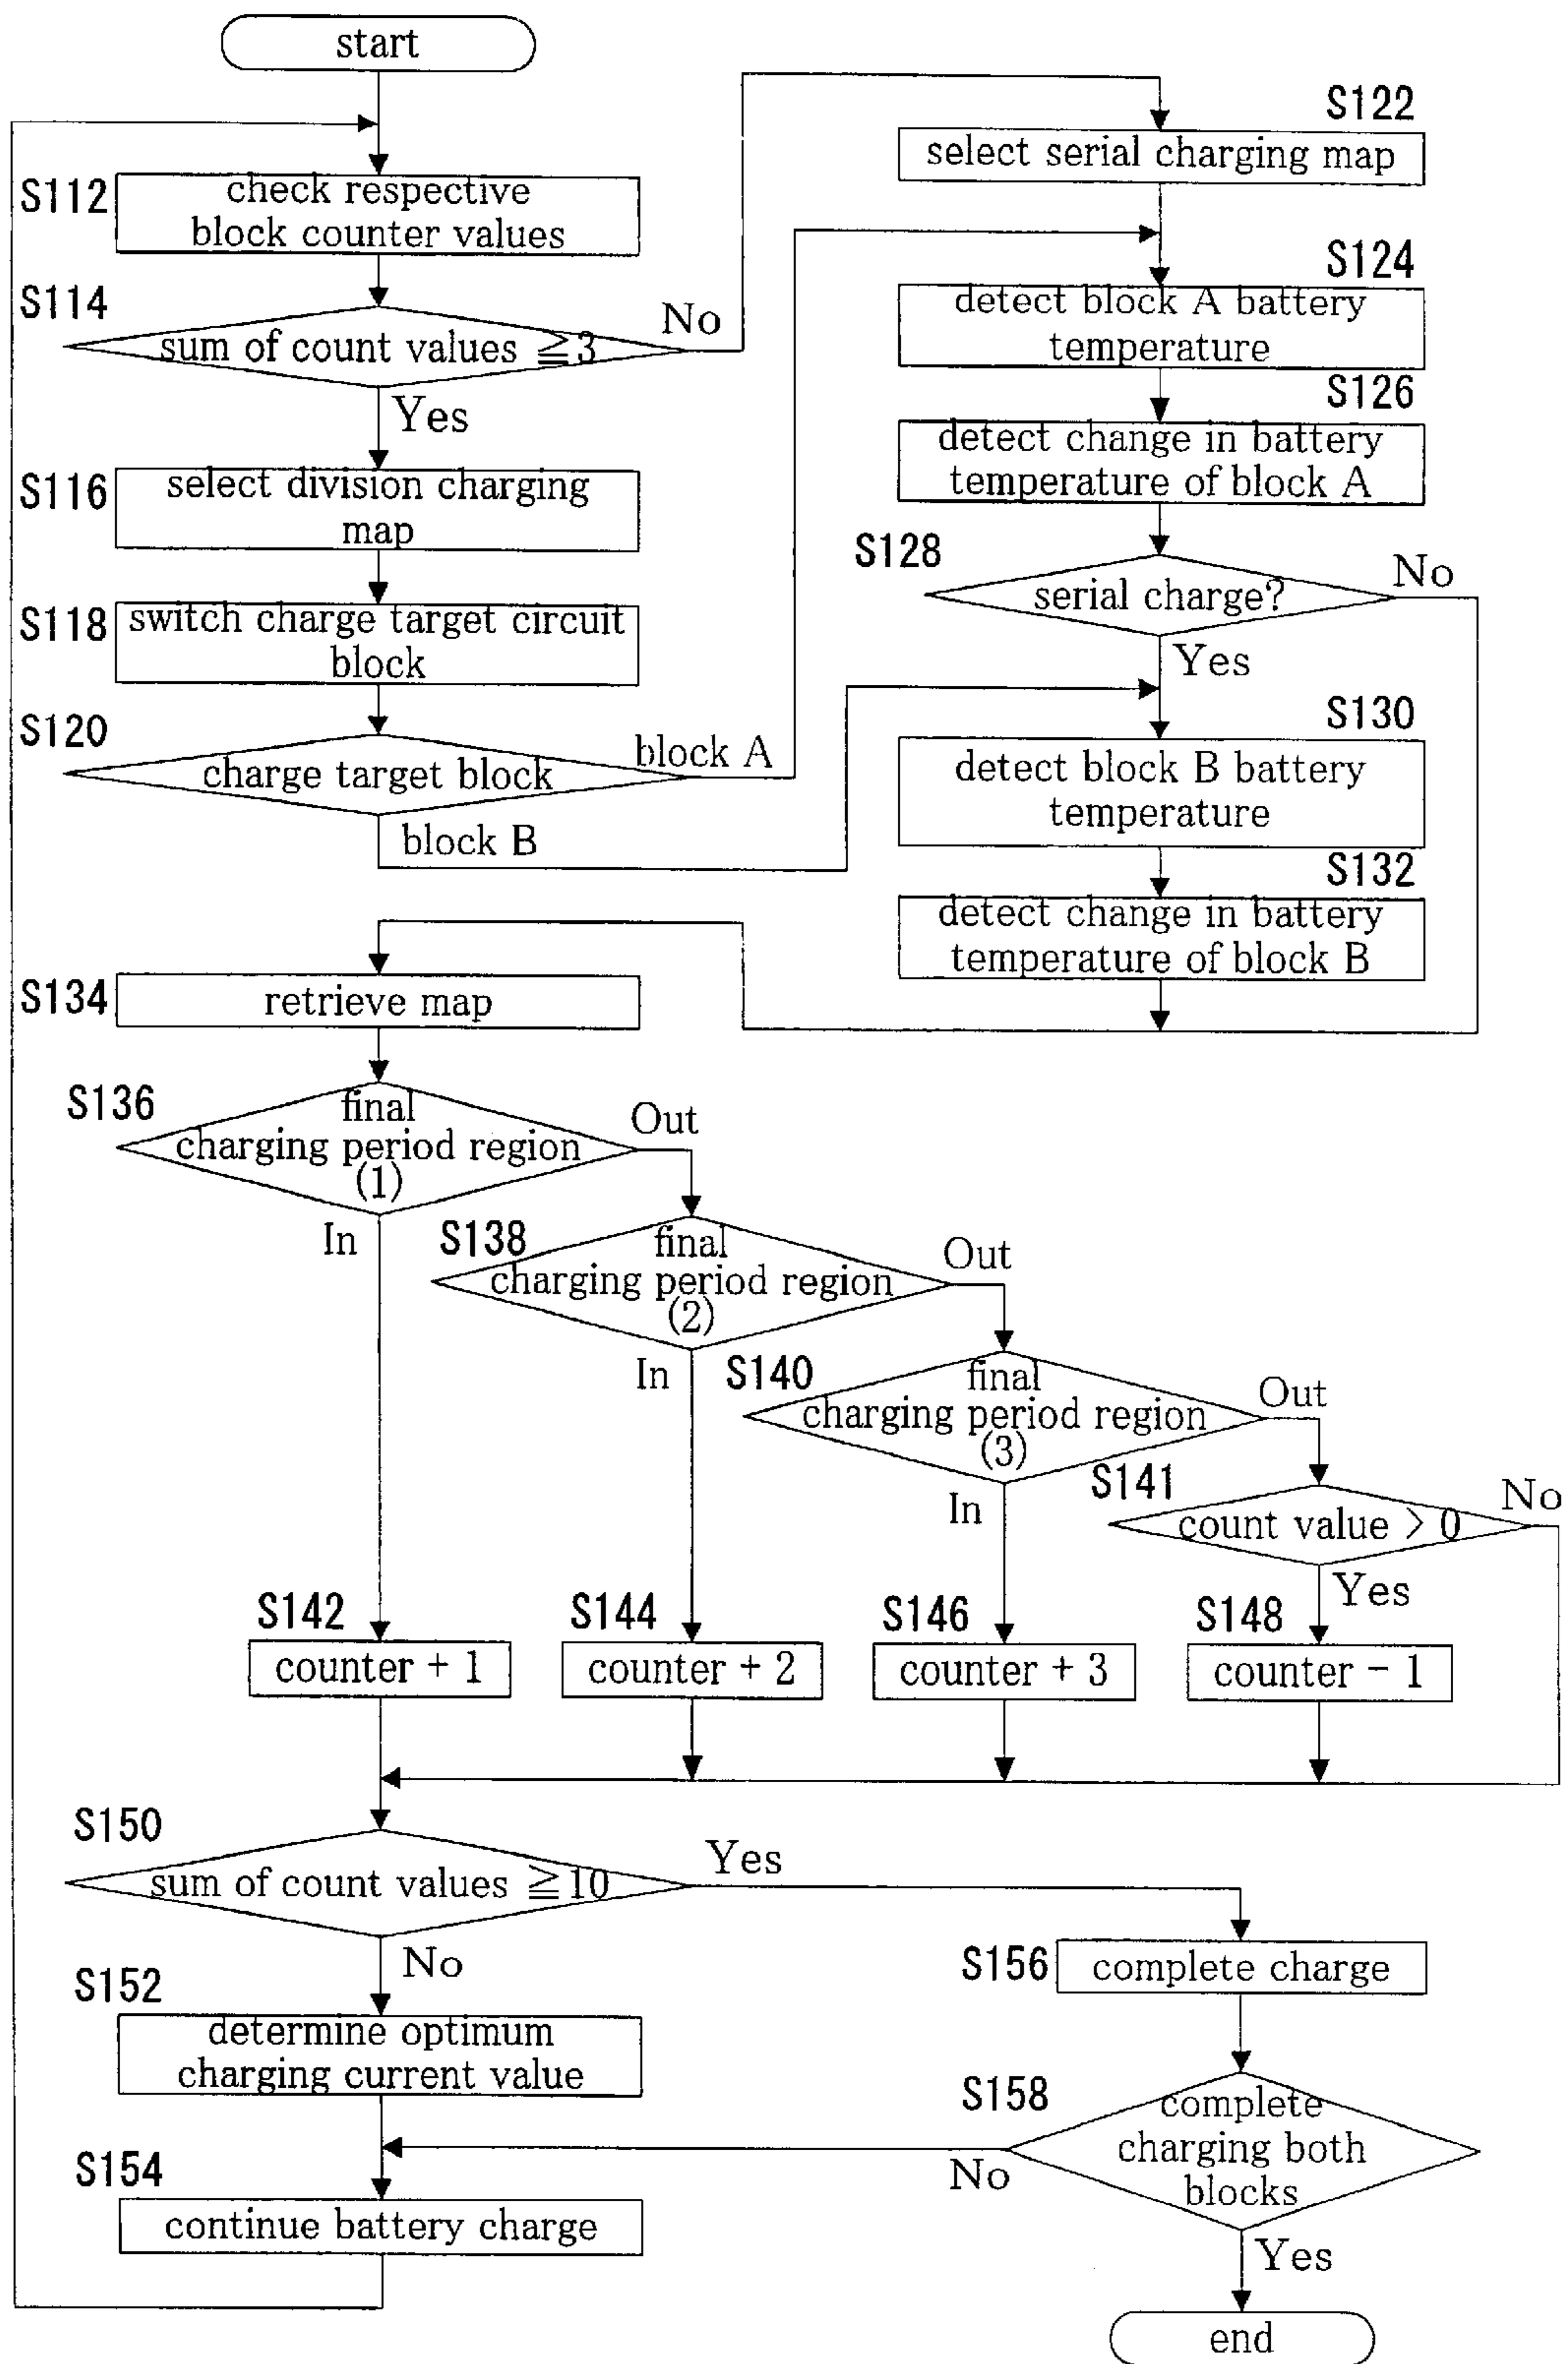 start
S112
check respective
block counter values
S114
sum of count values ≧3
No
Yes
S116
select division charging
map
S118
switch charge target circuit
block
S120
charge target block
block A
block B
S122
select serial charging map
S124
detect block A battery
temperature
S126
detect change in battery
temperature of block A
S128
serial charge?
No
Yes
S130
detect block B battery
temperature
S132
detect change in battery
temperature of block B
S134
retrieve map
S136
final
charging period region
(1)
Out
In
S138
final
charging period region
(2)
Out
In
S140
final
charging period region
(3)
Out
In
S141
count value > 0
No
Yes
S142
counter + 1
S144
counter + 2
S146
counter + 3
S148
counter − 1
S150
sum of count values ≧10
Yes
No
S152
determine optimum
charging current value
S154
continue battery charge
S156
complete charge
S158
complete
charging both
blocks
No
Yes
end